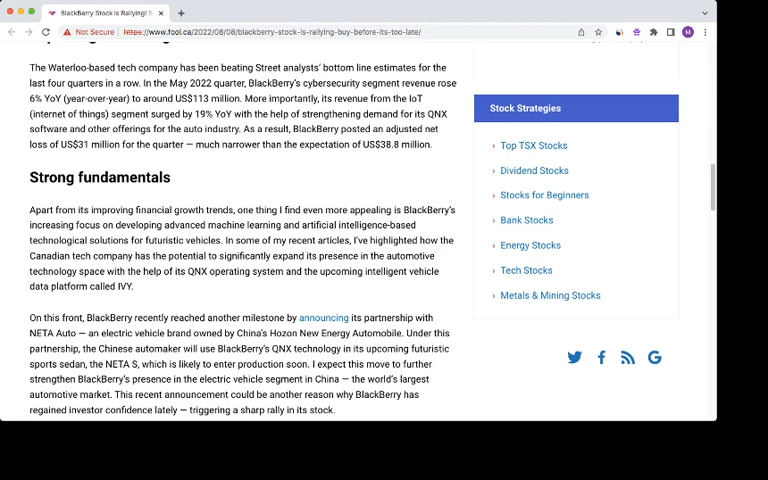 BlackBerry Stock Is Rallying! B
Not Secure
https://www.fool.ca/2022/08/08/blackberry-stock-is-rallying-buy-before-its-too-late/
M
The Waterloo-based tech company has been beating Street analysts' bottom line estimates for
last four quarters in a row. In the May 2022 quarter, BlackBerry's cybersecurity segment revenue rose
6% YoY (year-over-year) to around US$113 million. More importantly, its revenue from the IoT
(internet of things) segment surged by 19% YoY with the help of strengthening demand for its QNX
software and other offerings for the auto industry. As a result, BlackBerry posted an adjusted net
loss of US$31 million for the quarter — much narrower than the expectation of US$38.8 million.
Strong fundamentals
Apart from its improving financial growth trends, one thing I find even more appealing is BlackBerry's
increasing focus on developing advanced machine learning and artificial intelligence-based
technological solutions for futuristic vehicles. In some of my recent articles, I've highlighted how the
Canadian tech company has the potential to significantly expand its presence in the automotive
technology space with the help of its QNX operating system and the upcoming intelligent vehicle
data platform called IVY.
On this front, BlackBerry recently reached another milestone by announcing its partnership with
NETA Auto — an electric vehicle brand owned by China's Hozon New Energy Automobile. Under this
partnership, the Chinese automaker will use BlackBerry's QNX technology in its upcoming futuristic
sports sedan, the NETA S, which is likely to enter production soon. I expect this move to further
strengthen BlackBerry's presence in the electric vehicle segment in China — the world's largest
automotive market. This recent announcement could be another reason why BlackBerry has
regained investor confidence lately — triggering a sharp rally in its stock.
Stock Strategies
Top TSX Stocks
Dividend Stocks
Stocks for Beginners
Bank Stocks
Energy Stocks
Tech Stocks
Metals & Mining Stocks